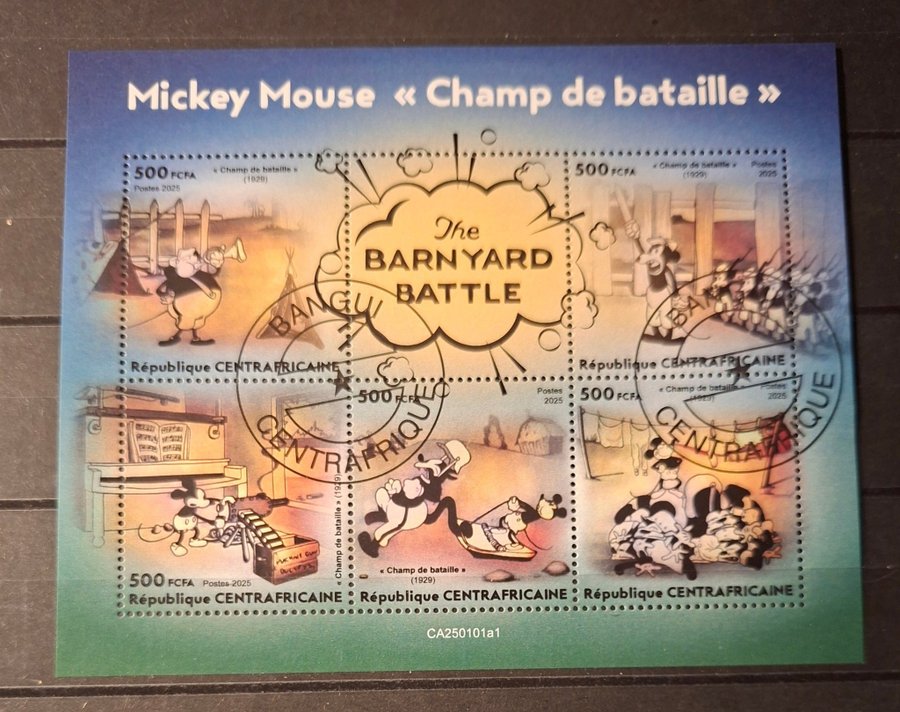 Mickey Mouse « Champ de bataille »
500 FCFA
« Champ de bataille »
(1929)
Postes 2025
République CENTRAFRICAINE
The
BARNYARD
BATTLE
500 FCFA
« Champ de bataille »
(1929)
Postes
2025
République CENTRAFRICAINE
BANGUI
CENTRAFRIQUE
BANGUI
CENTRAFRIQUE
500 FCFA
Postes 2025
« Champ de bataille » (1929)
République CENTRAFRICAINE
500 FCFA
Postes
2025
« Champ de bataille »
(1929)
République CENTRAFRICAINE
500 FCFA
« Champ de bataille »
(1929)
Postes
2025
République CENTRAFRICAINE
CA250101a1